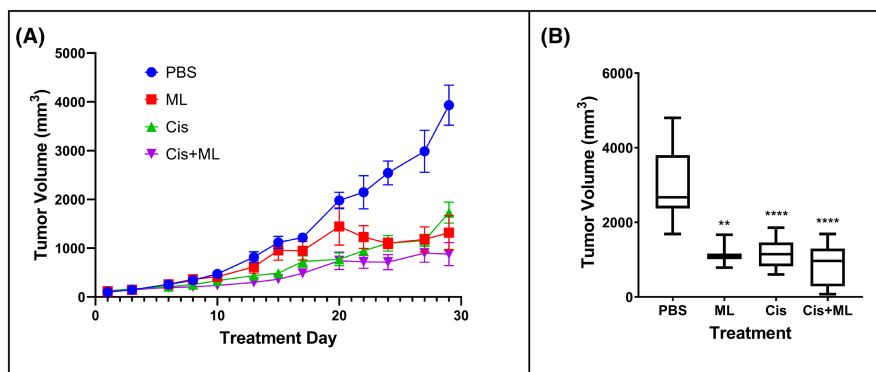 (A)
Tumor Volume (mm³)
5000
4000
3000
2000
1000
0
PBS
ML
Cis
Cis+ML
0
10
20
30
Treatment Day
(B)
Tumor Volume (mm³)
6000
4000
2000
0
**
****
****
PBS
ML
Cis
Cis+ML
Treatment